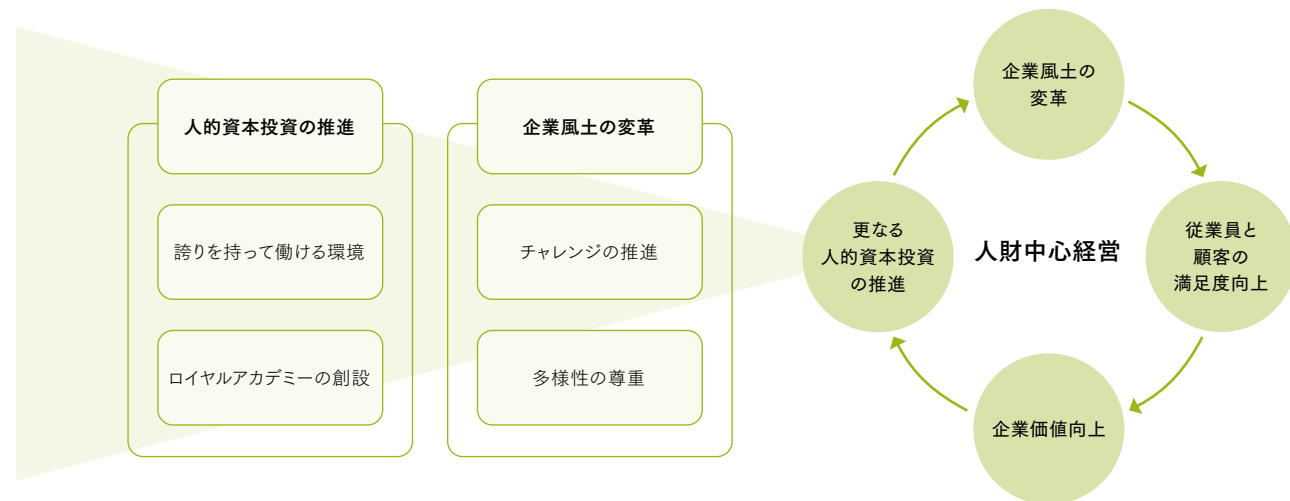 人的資本投資の推進
誇りを持って働ける環境
ロイヤルアカデミーの創設
企業風土の変革
チャレンジの推進
多様性の尊重
企業風土の
変革
更なる
人的資本投資
の推進
人財中心経営
従業員と
顧客の
満足度向上
企業価値向上